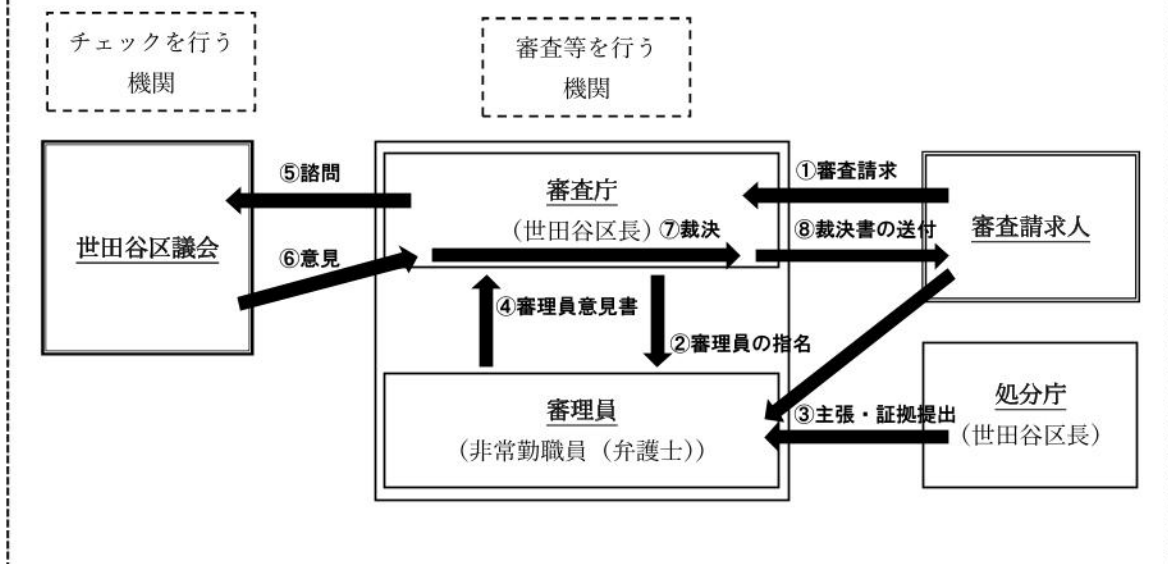 チェックを行う
機関
審査等を行う
機関
⑤諮問
①審査請求
審査庁
(世田谷区長)
⑦裁決
⑧裁決書の送付
審査請求人
世田谷区議会
⑥意見
④審理員意見書
②審理員の指名
審理員
(非常勤職員(弁護士))
③主張・証拠提出
処分庁
(世田谷区長)